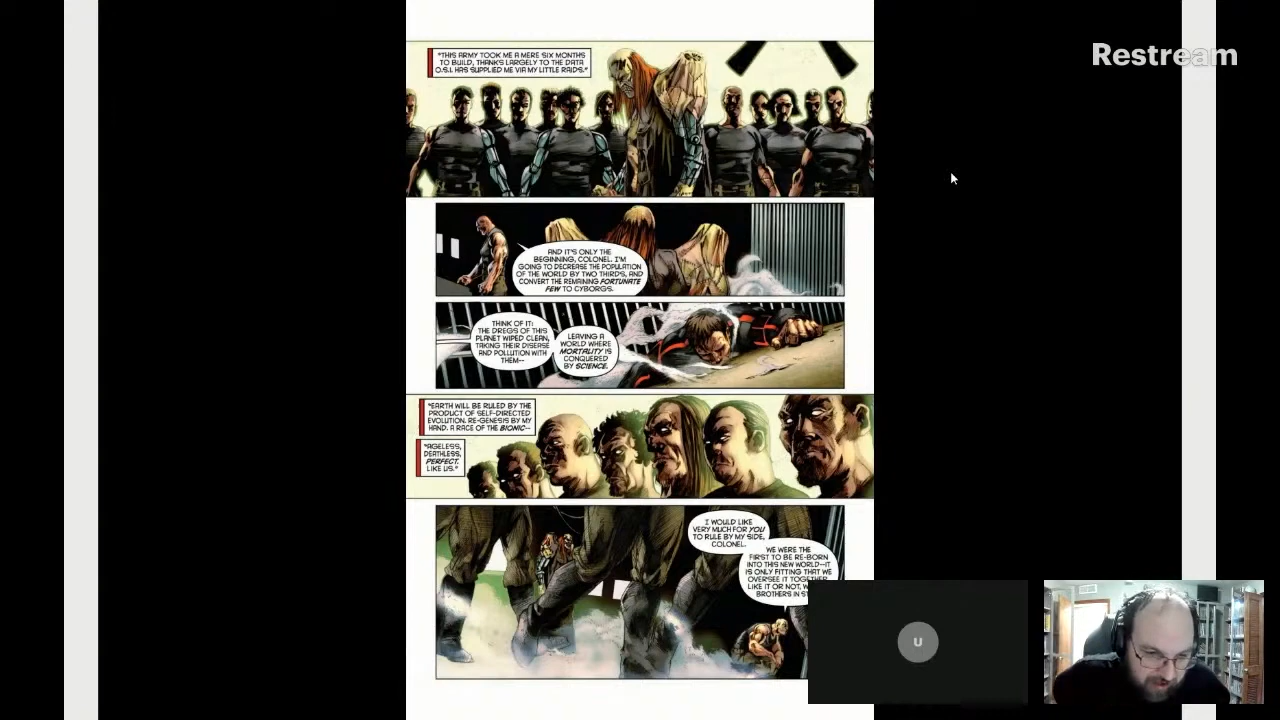 Restream
"THIS ARMY TOOK ME A MERE SIX MONTHS
TO BUILD, THANKS LARGELY TO THE DATA
O.S.I. HAS SUPPLIED ME VIA MY LITTLE RAIDS."
AND IT'S ONLY THE
BEGINNING, COLONEL. I'M
GOING TO DECREASE THE POPULATION
OF THE WORLD BY TWO THIRDS, AND
CONVERT THE REMAINING FORTUNATE
FEW TO CYBORGS.
THINK OF IT:
THE DREGS OF THIS
PLANET WIPED CLEAN,
TAKING THEIR DISEASE
AND POLLUTION WITH
THEM--
LEAVING A
WORLD WHERE
MORTALITY IS
CONQUERED
BY SCIENCE.
"EARTH WILL BE RULED BY THE
PRODUCT OF SELF-DIRECTED
EVOLUTION. RE-GENESIS BY MY
HAND. A RACE OF THE BIONIC--
"AGELESS,
DEATHLESS,
PERFECT.
LIKE US."
I WOULD LIKE
VERY MUCH FOR YOU
TO RULE BY MY SIDE,
COLONEL.
WE WERE THE
FIRST TO BE RE-BORN
INTO THIS NEW WORLD--IT
IS ONLY FITTING THAT WE
OVERSEE IT TOGETHER.
LIKE IT OR NOT,
BROTHERS IN
U